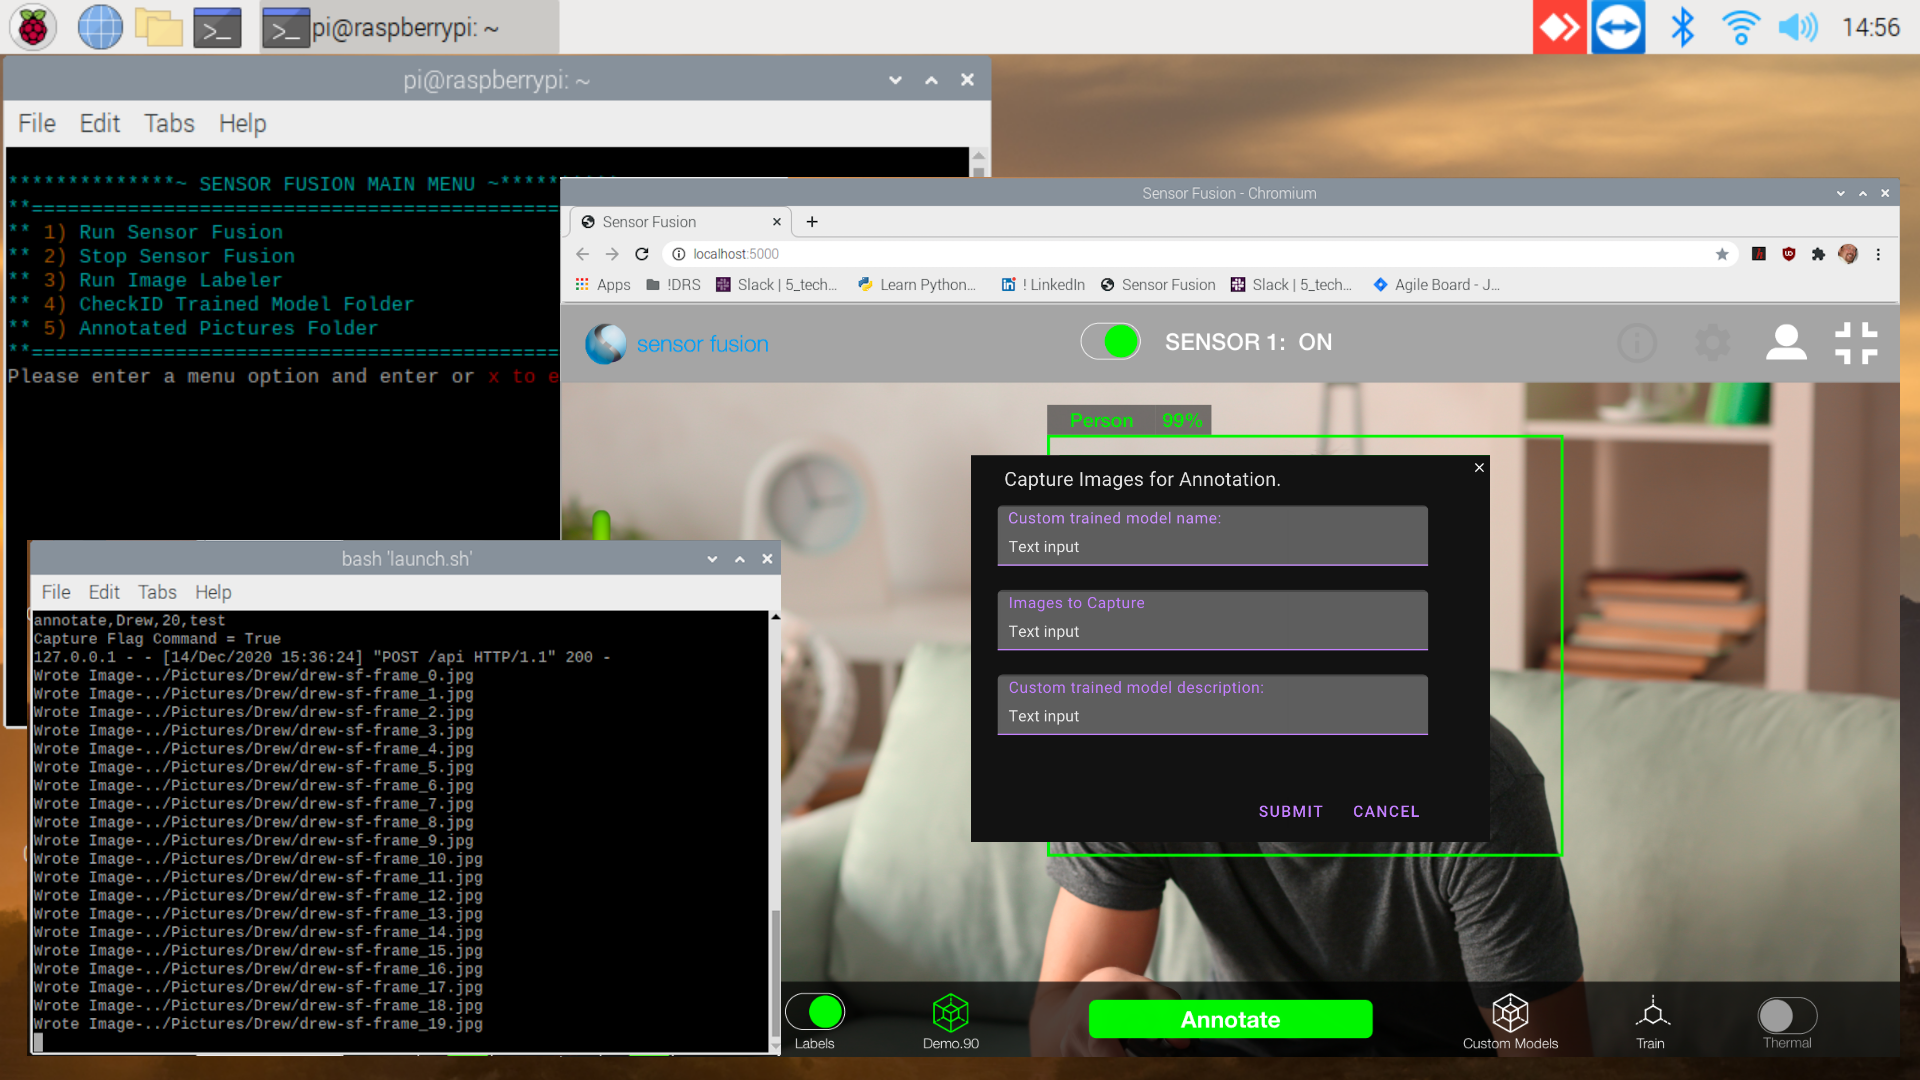 pi@raspberrypi: ~
14:56
pi@raspberrypi: ~
File Edit Tabs Help
**************~ SENSOR FUSION MAIN MENU ~**********
**=============================================
** 1) Run Sensor Fusion
** 2) Stop Sensor Fusion
** 3) Run Image Labeler
** 4) CheckID Trained Model Folder
** 5) Annotated Pictures Folder
**=============================================
Please enter a menu option and enter or x to e
Sensor Fusion - Chromium
Sensor Fusion
localhost:5000
Apps !DRS Slack | 5_tech... Learn Python... ! LinkedIn Sensor Fusion Slack | 5_tech... Agile Board - J...
sensor fusion
SENSOR 1: ON
Person 99%
Capture Images for Annotation.
Custom trained model name:
Text input
Images to Capture
Text input
Custom trained model description:
Text input
SUBMIT CANCEL
bash 'launch.sh'
File Edit Tabs Help
annotate,Drew,20,test
Capture Flag Command = True
127.0.0.1 - - [14/Dec/2020 15:36:24] "POST /api HTTP/1.1" 200 -
Wrote Image-../Pictures/Drew/drew-sf-frame_0.jpg
Wrote Image-../Pictures/Drew/drew-sf-frame_1.jpg
Wrote Image-../Pictures/Drew/drew-sf-frame_2.jpg
Wrote Image-../Pictures/Drew/drew-sf-frame_3.jpg
Wrote Image-../Pictures/Drew/drew-sf-frame_4.jpg
Wrote Image-../Pictures/Drew/drew-sf-frame_5.jpg
Wrote Image-../Pictures/Drew/drew-sf-frame_6.jpg
Wrote Image-../Pictures/Drew/drew-sf-frame_7.jpg
Wrote Image-../Pictures/Drew/drew-sf-frame_8.jpg
Wrote Image-../Pictures/Drew/drew-sf-frame_9.jpg
Wrote Image-../Pictures/Drew/drew-sf-frame_10.jpg
Wrote Image-../Pictures/Drew/drew-sf-frame_11.jpg
Wrote Image-../Pictures/Drew/drew-sf-frame_12.jpg
Wrote Image-../Pictures/Drew/drew-sf-frame_13.jpg
Wrote Image-../Pictures/Drew/drew-sf-frame_14.jpg
Wrote Image-../Pictures/Drew/drew-sf-frame_15.jpg
Wrote Image-../Pictures/Drew/drew-sf-frame_16.jpg
Wrote Image-../Pictures/Drew/drew-sf-frame_17.jpg
Wrote Image-../Pictures/Drew/drew-sf-frame_18.jpg
Wrote Image-../Pictures/Drew/drew-sf-frame_19.jpg
Labels
Demo.90
Annotate
Custom Models
Train
Thermal